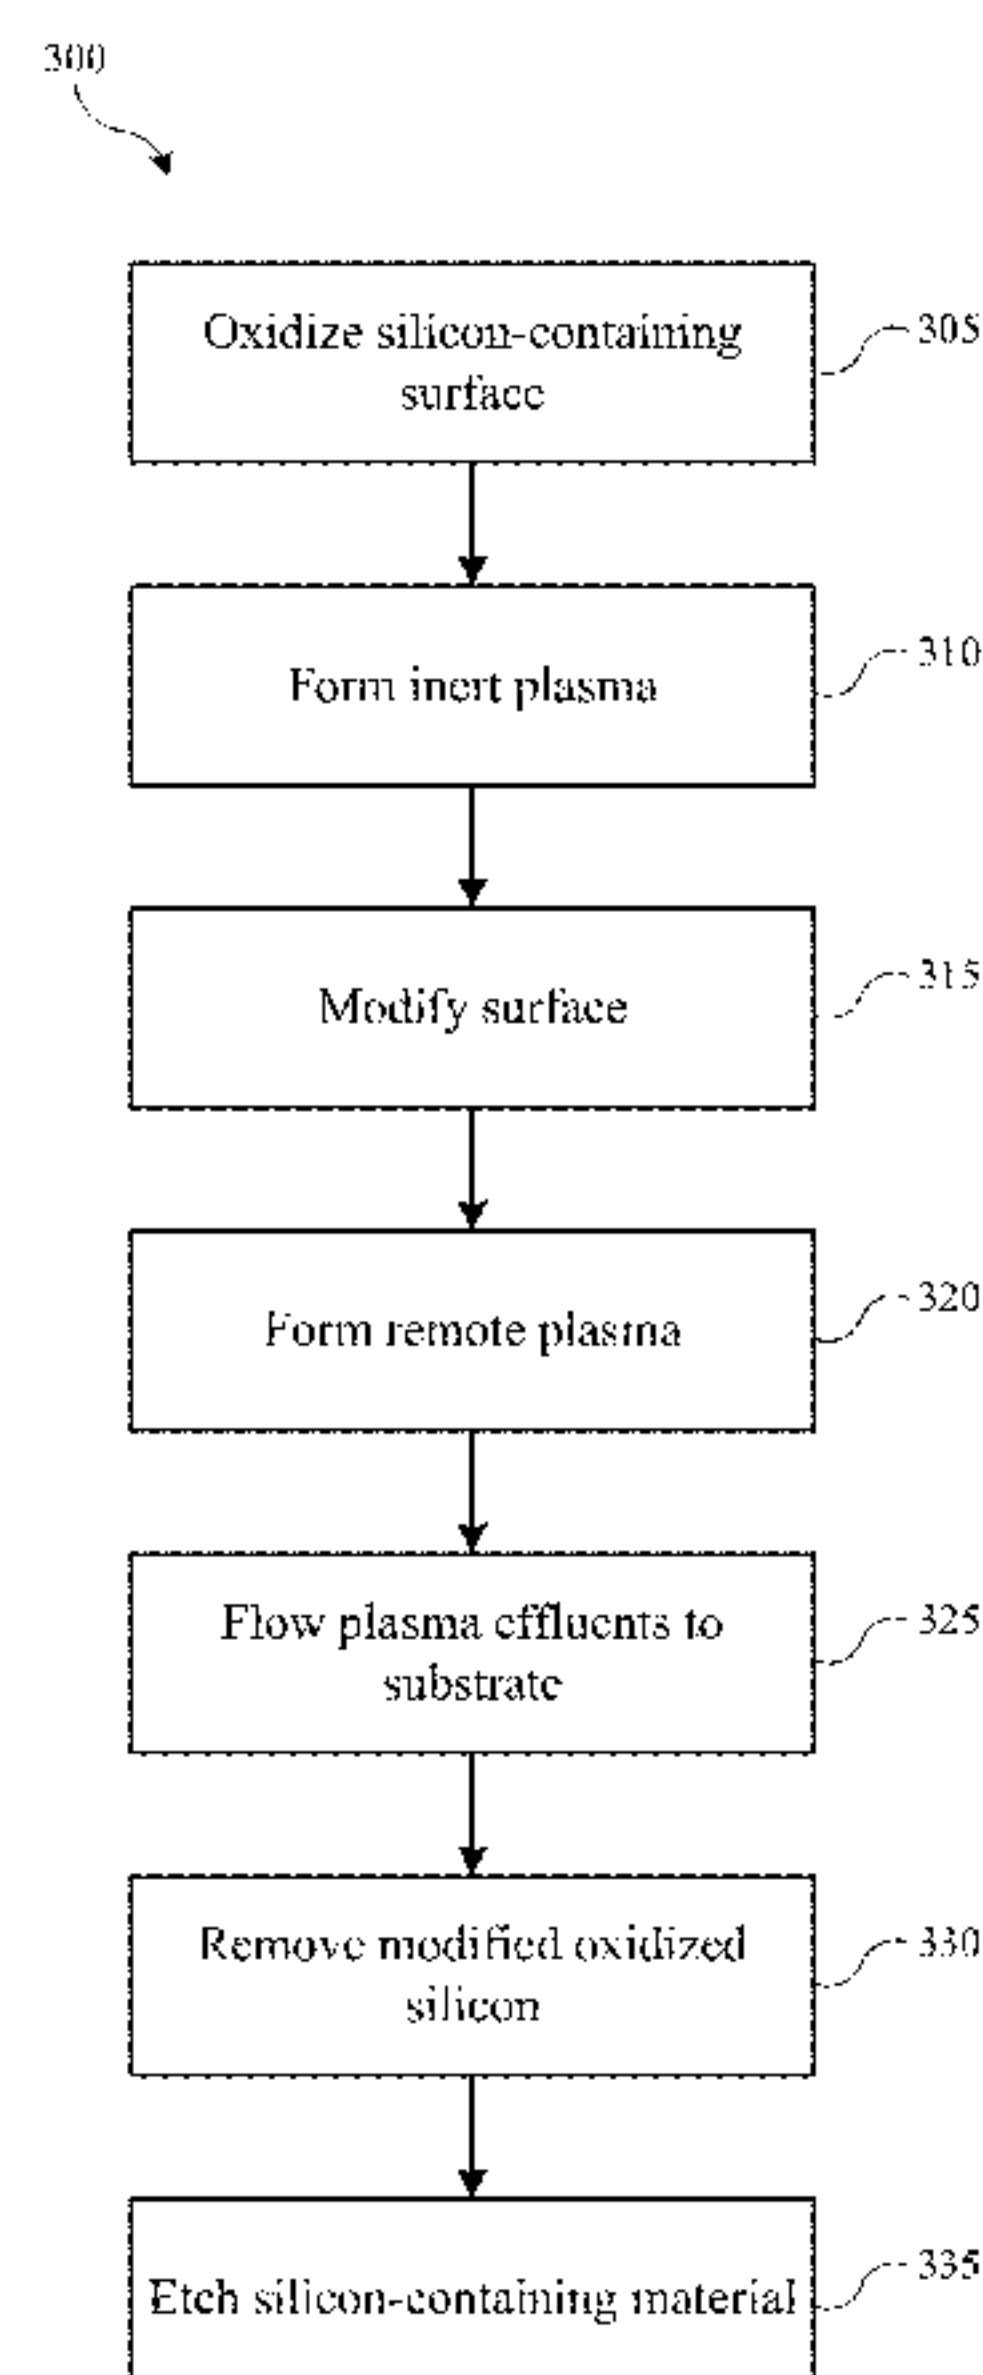 300
Oxidize silicon-containing
surface
305
Form inert plasma
310
Modify surface
315
Form remote plasma
320
Flow plasma effluents to
substrate
325
Remove modified oxidized
silicon
330
Etch silicon-containing material
335